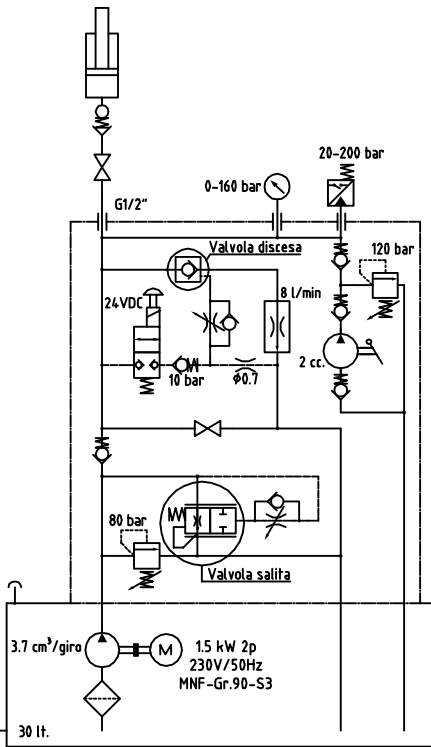 20-200 bar
0-160 bar
G1/2"
Valvola discesa
120 bar
24VDC
8 l/min
2 cc.
10 bar
Φ0.7
80 bar
Valvola salita
3.7 cm³/giro
M
1.5 kW 2p
230V/50Hz
MNF-Gr.90-S3
30 lt.